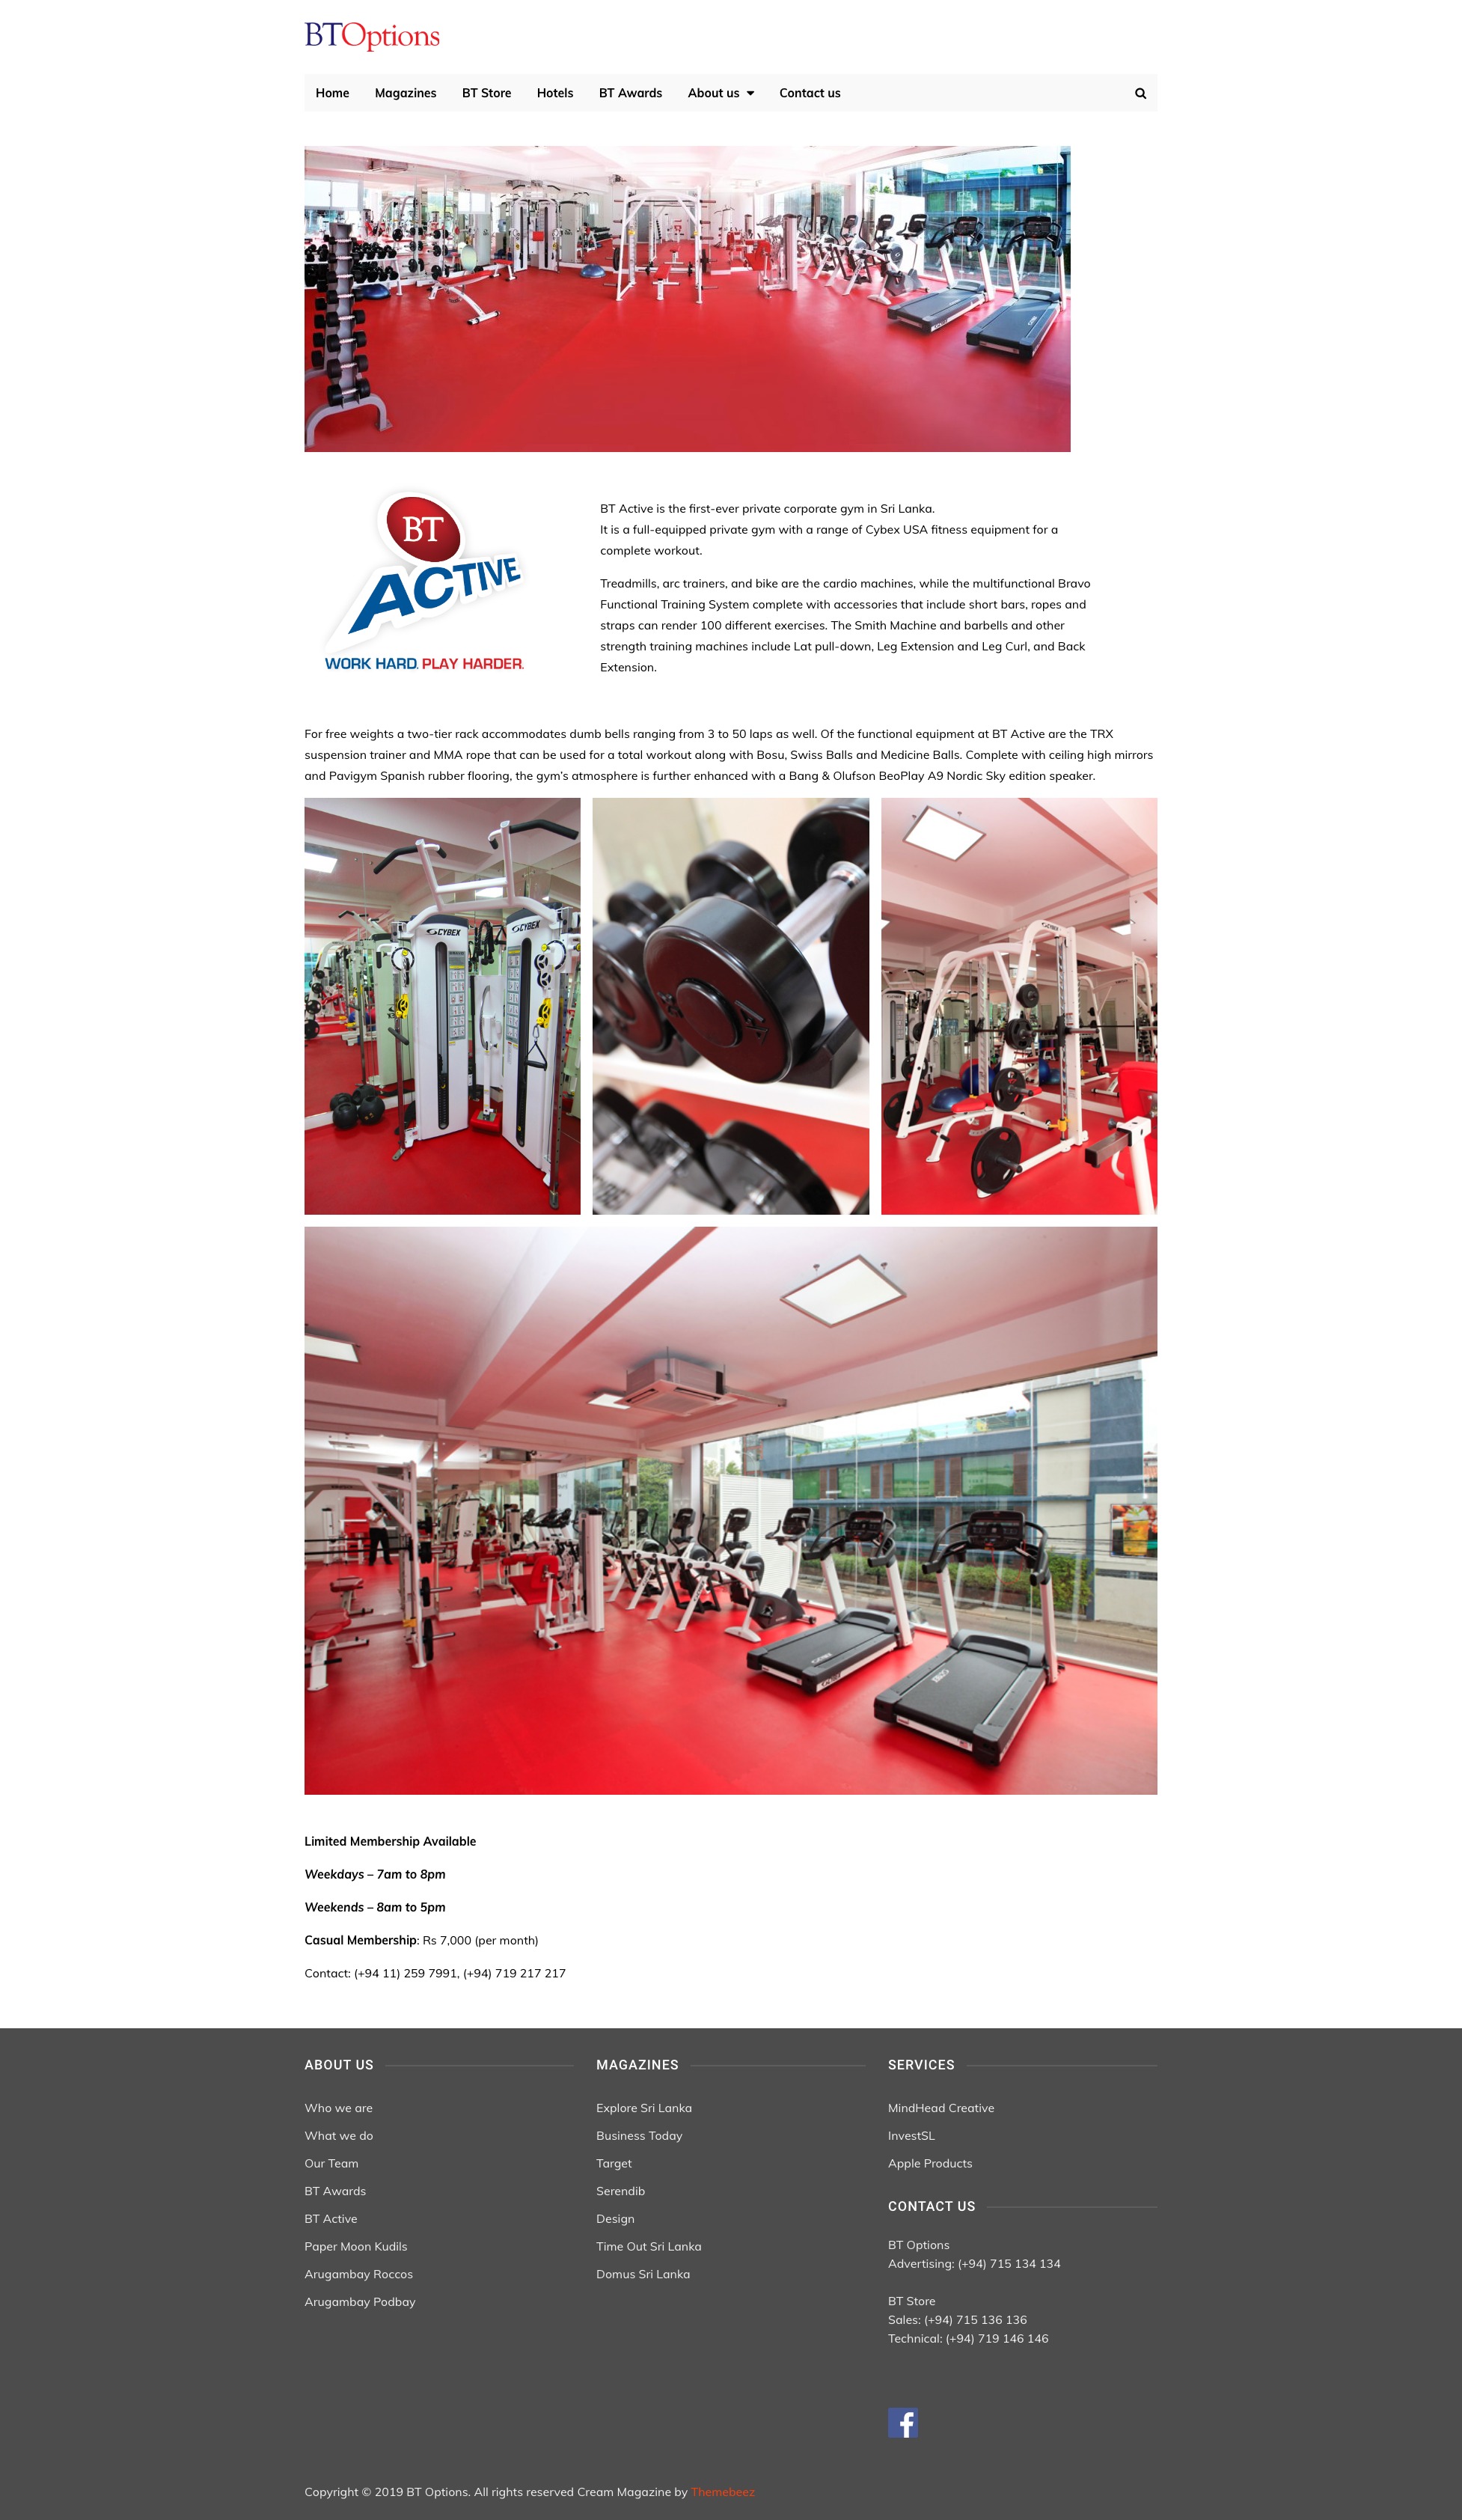 BTOptions
Home Magazines BT Store Hotels BT Awards About us Contact us
BT
ACTIVE
WORK HARD. PLAY HARDER.
BT Active is the first-ever private corporate gym in Sri Lanka.
It is a full-equipped private gym with a range of Cybex USA fitness equipment for a
complete workout.
Treadmills, arc trainers, and bike are the cardio machines, while the multifunctional Bravo
Functional Training System complete with accessories that include short bars, ropes and
straps can render 100 different exercises. The Smith Machine and barbells and other
strength training machines include Lat pull-down, Leg Extension and Leg Curl, and Back
Extension.
For free weights a two-tier rack accommodates dumb bells ranging from 3 to 50 laps as well. Of the functional equipment at BT Active are the TRX
suspension trainer and MMA rope that can be used for a total workout along with Bosu, Swiss Balls and Medicine Balls. Complete with ceiling high mirrors
and Pavigym Spanish rubber flooring, the gym’s atmosphere is further enhanced with a Bang & Olufson BeoPlay A9 Nordic Sky edition speaker.
CYBEX
CYBEX
Limited Membership Available
Weekdays – 7am to 8pm
Weekends – 8am to 5pm
Casual Membership: Rs 7,000 (per month)
Contact: (+94 11) 259 7991, (+94) 719 217 217
ABOUT US
Who we are
What we do
Our Team
BT Awards
BT Active
Paper Moon Kudils
Arugambay Roccos
Arugambay Podbay
MAGAZINES
Explore Sri Lanka
Business Today
Target
Serendib
Design
Time Out Sri Lanka
Domus Sri Lanka
SERVICES
MindHead Creative
InvestSL
Apple Products
CONTACT US
BT Options
Advertising: (+94) 715 134 134
BT Store
Sales: (+94) 715 136 136
Technical: (+94) 719 146 146
Copyright © 2019 BT Options. All rights reserved Cream Magazine by Themebeez